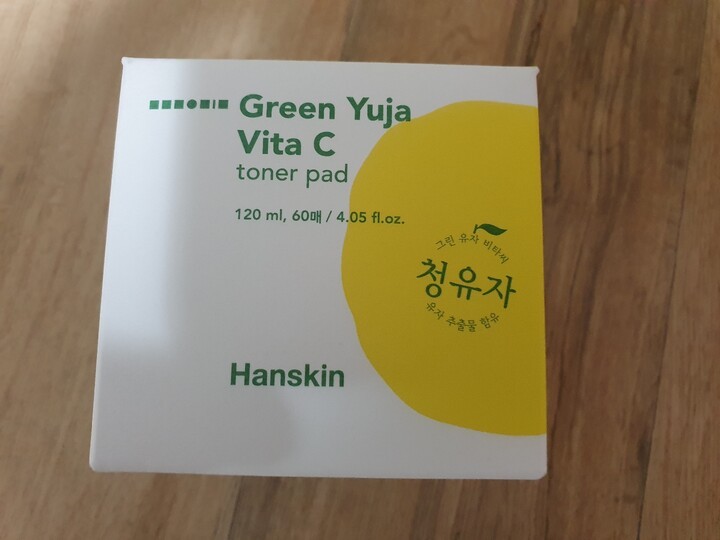 Green Yuja
Vita C
toner pad
120 ml, 60매 / 4.05 fl.oz.
그린 유자 비타씨
청유자
유자 추출물 함유
Hanskin